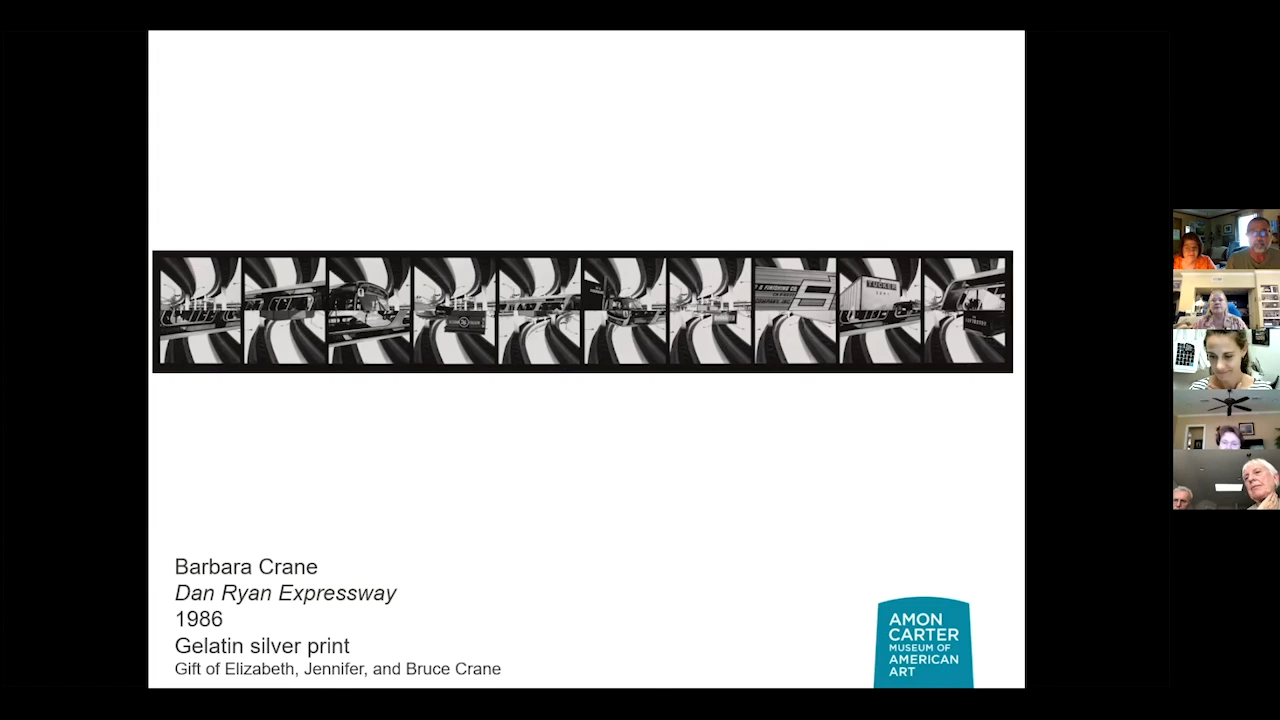 TUCKER
Barbara Crane
Dan Ryan Expressway
1986
Gelatin silver print
Gift of Elizabeth, Jennifer, and Bruce Crane
AMON
CARTER
MUSEUM OF
AMERICAN
ART